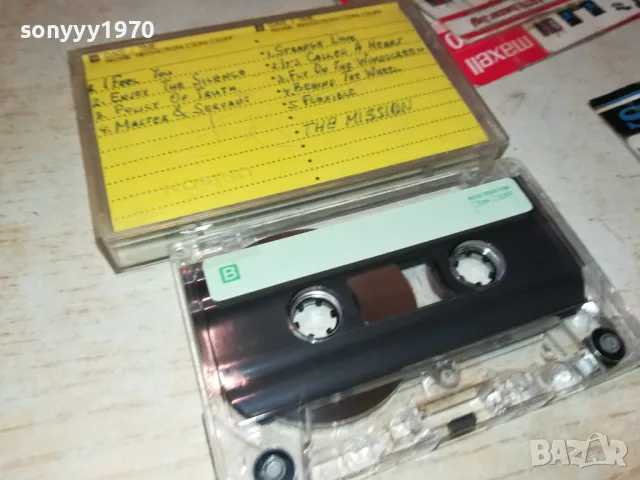 sonyyy1970
1. I Feel You
2. Enjoy The Silence
3. Policy Of Truth
4. Master & Servant
1. Strange Love
2. It's Called A Heart
3. Fly On The Windscreen
4. Behind The Wheel
5. Flexible
THE MISSION
maxell
B
BAZAR